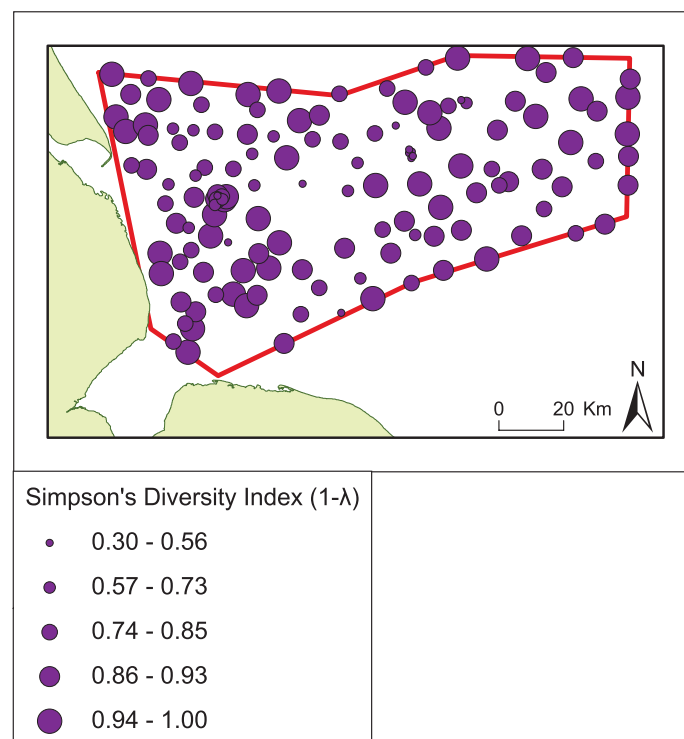 N
0 20 Km
Simpson's Diversity Index (1-λ)
0.30 - 0.56
0.57 - 0.73
0.74 - 0.85
0.86 - 0.93
0.94 - 1.00